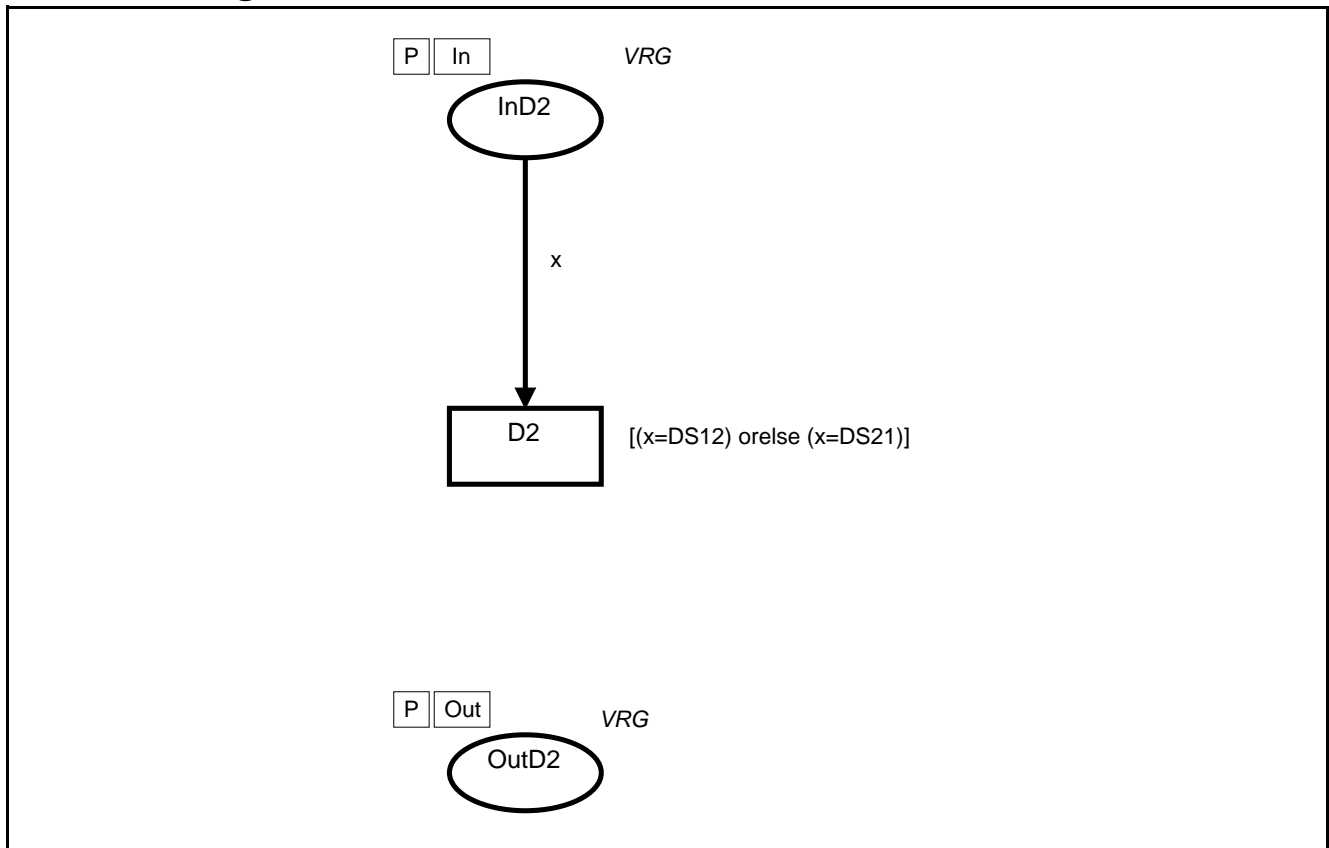 P In VRG
InD2
x
D2 [(x=DS12) orelse (x=DS21)]
P Out VRG
OutD2